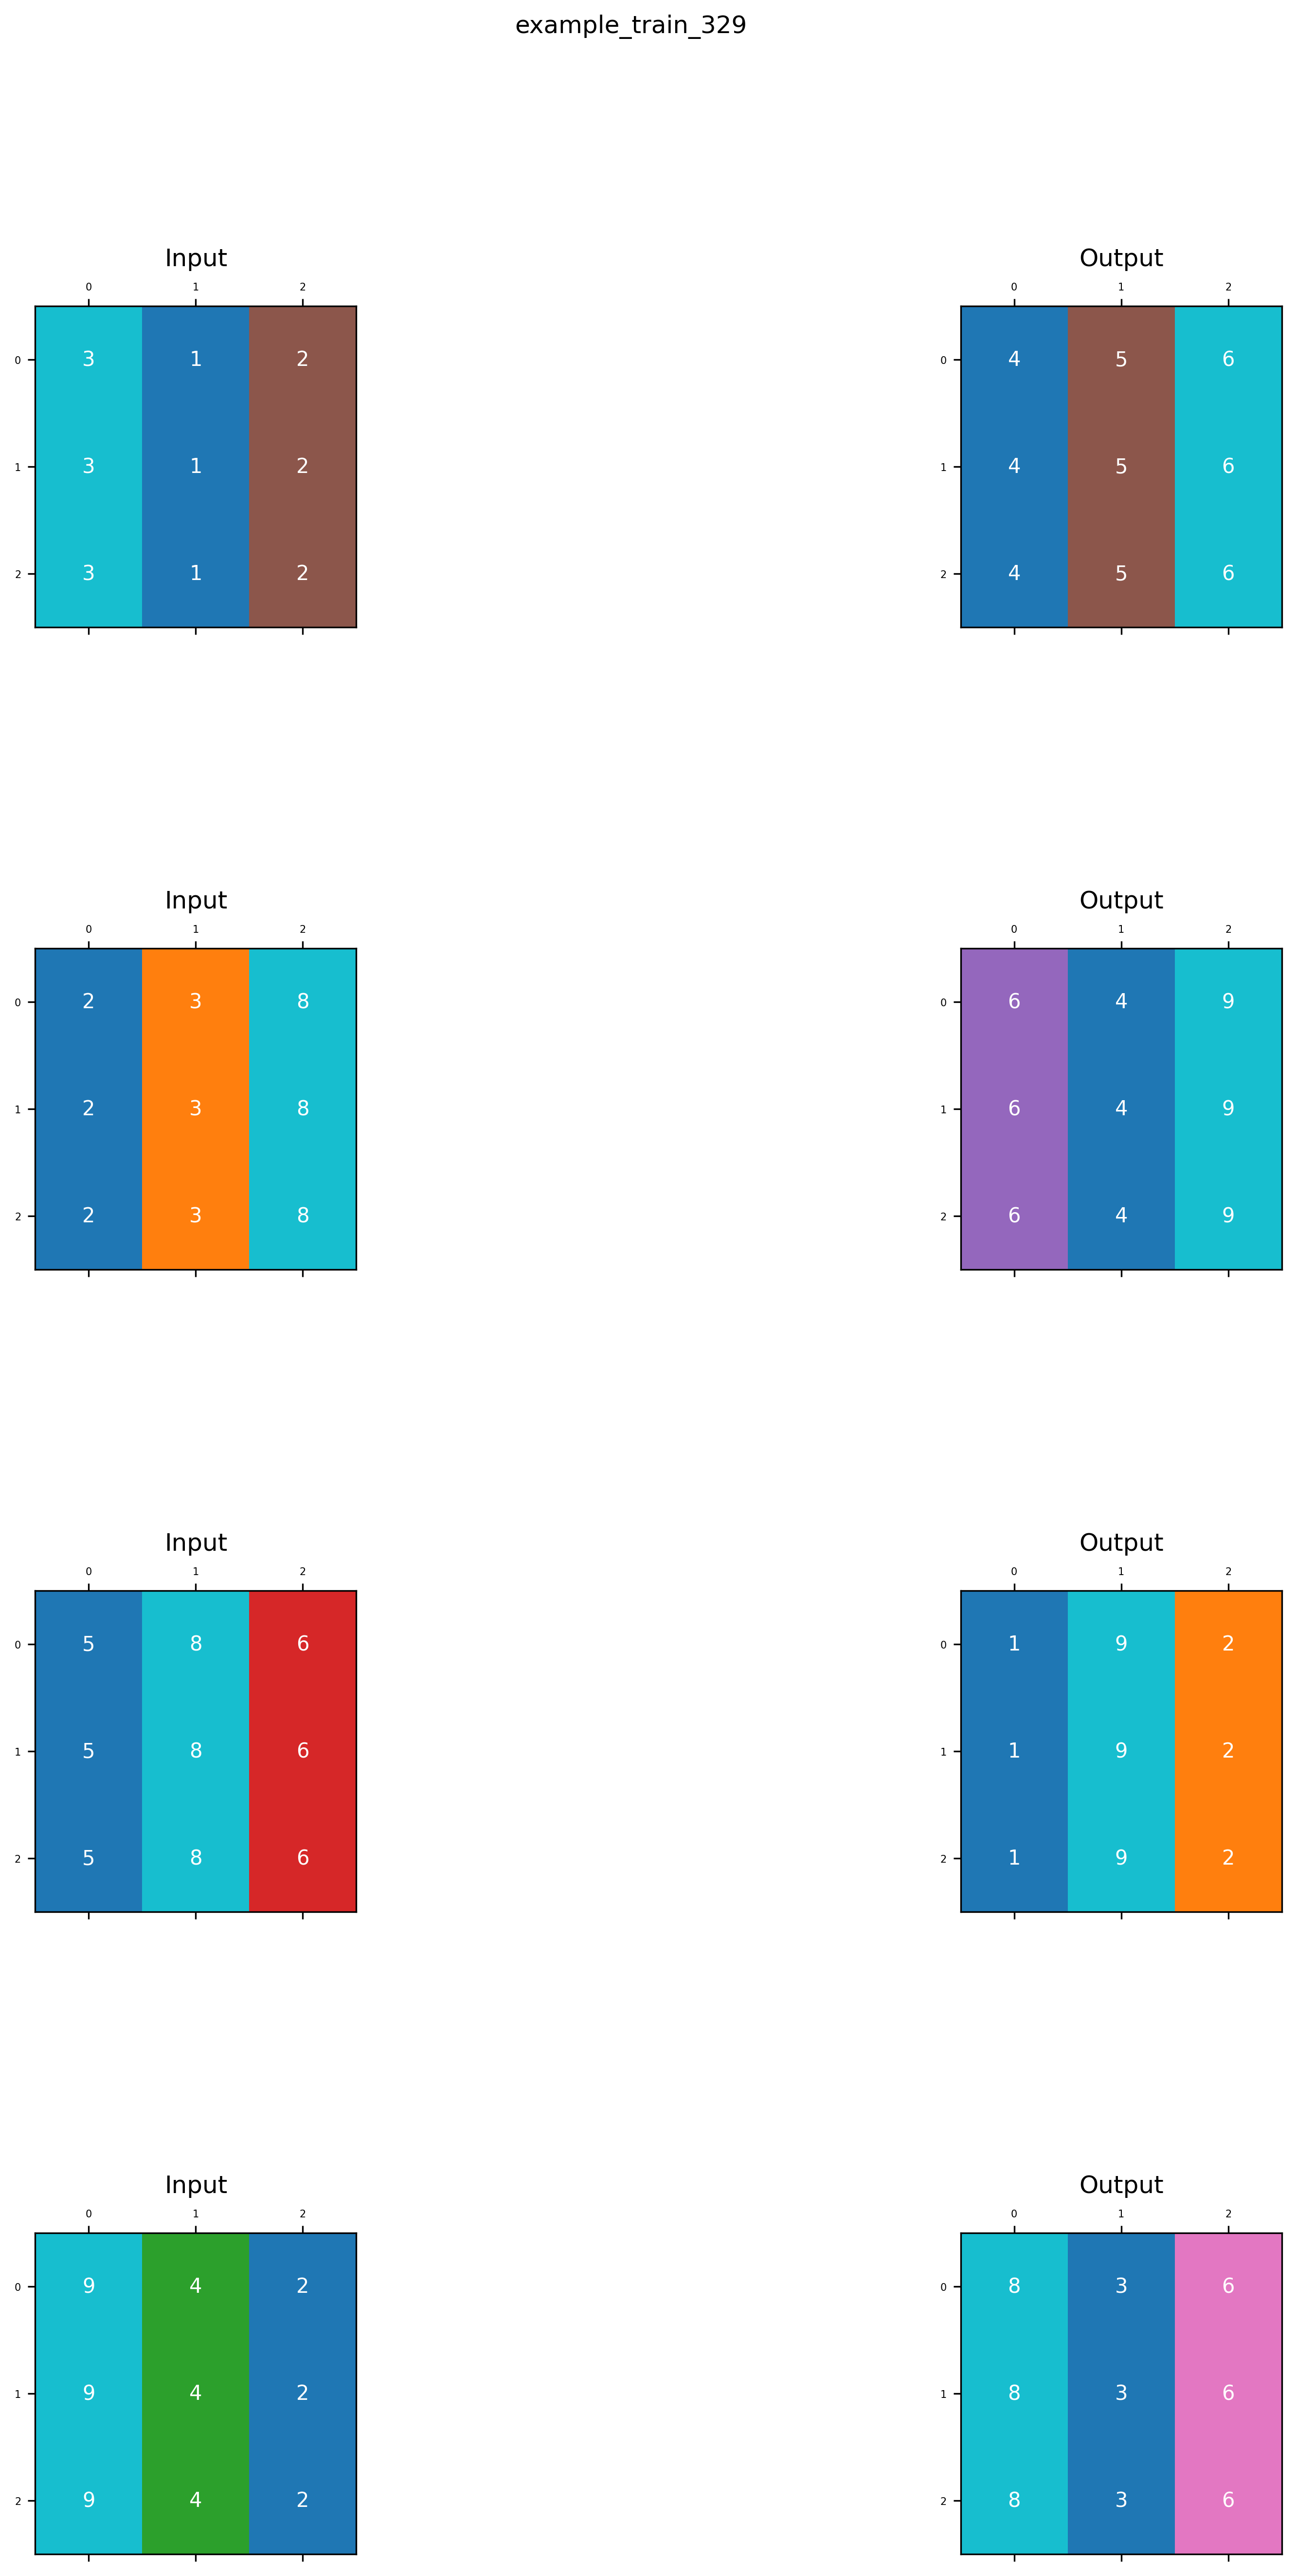 example_train_329
Input Output
0 1 2 0 1 2
0 3 1 2 0 4 5 6
1 3 1 2 1 4 5 6
2 3 1 2 2 4 5 6
Input Output
0 1 2 0 1 2
0 2 3 8 0 6 4 9
1 2 3 8 1 6 4 9
2 2 3 8 2 6 4 9
Input Output
0 1 2 0 1 2
0 5 8 6 0 1 9 2
1 5 8 6 1 1 9 2
2 5 8 6 2 1 9 2
Input Output
0 1 2 0 1 2
0 9 4 2 0 8 3 6
1 9 4 2 1 8 3 6
2 9 4 2 2 8 3 6